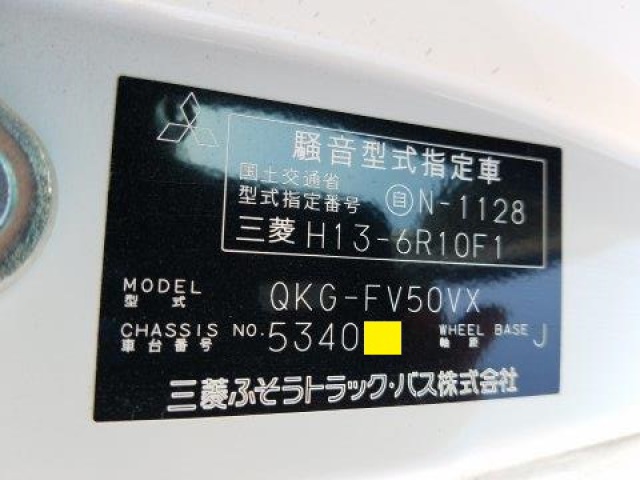 騒音型式指定車
国土交通省
型式指定番号 自 N-1128
三菱 H13-6R10F1
MODEL
型式 QKG-FV50VX
CHASSIS NO. 5340 WHEEL BASE J
車台番号 軸距
三菱ふそうトラック・バス株式会社